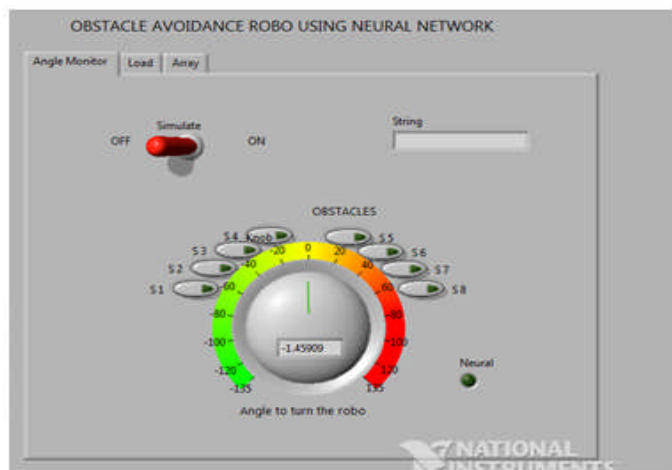 OBSTACLE AVOIDANCE ROBO USING NEURAL NETWORK
Angle Monitor Load Array
Simulate
OFF ON
String
OBSTACLES
S4 Knob S5
S3 S6
S2 S7
S1 S8
-20 0 20
-40 40
-60 60
-80 80
-100 100
-120 120
-135 135
-1.45909
Neural
Angle to turn the robo
NATIONAL
INSTRUMENTS